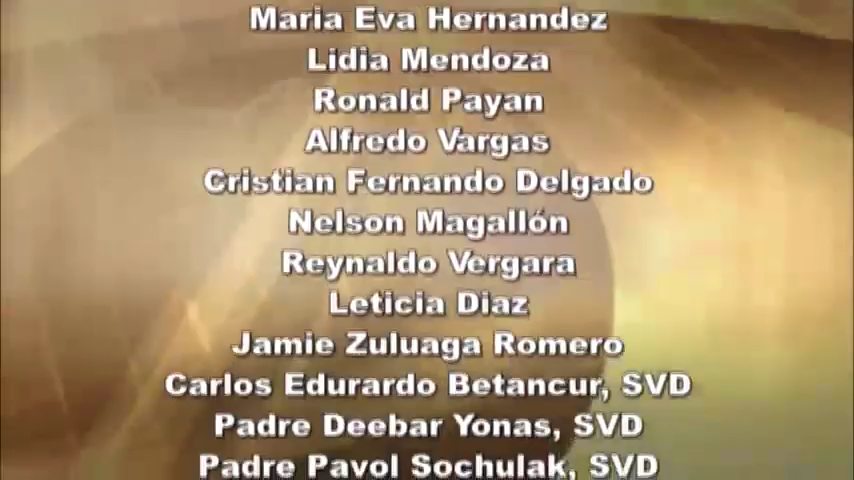 Maria Eva Hernandez
Lidia Mendoza
Ronald Payan
Alfredo Vargas
Cristian Fernando Delgado
Nelson Magallón
Reynaldo Vergara
Leticia Diaz
Jamie Zuluaga Romero
Carlos Edurardo Betancur, SVD
Padre Deebar Yonas, SVD
Padre Pavol Sochulak, SVD